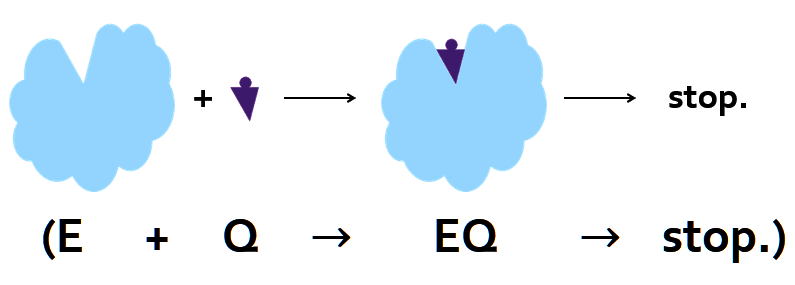 + → → stop.
(E + Q → EQ → stop.)